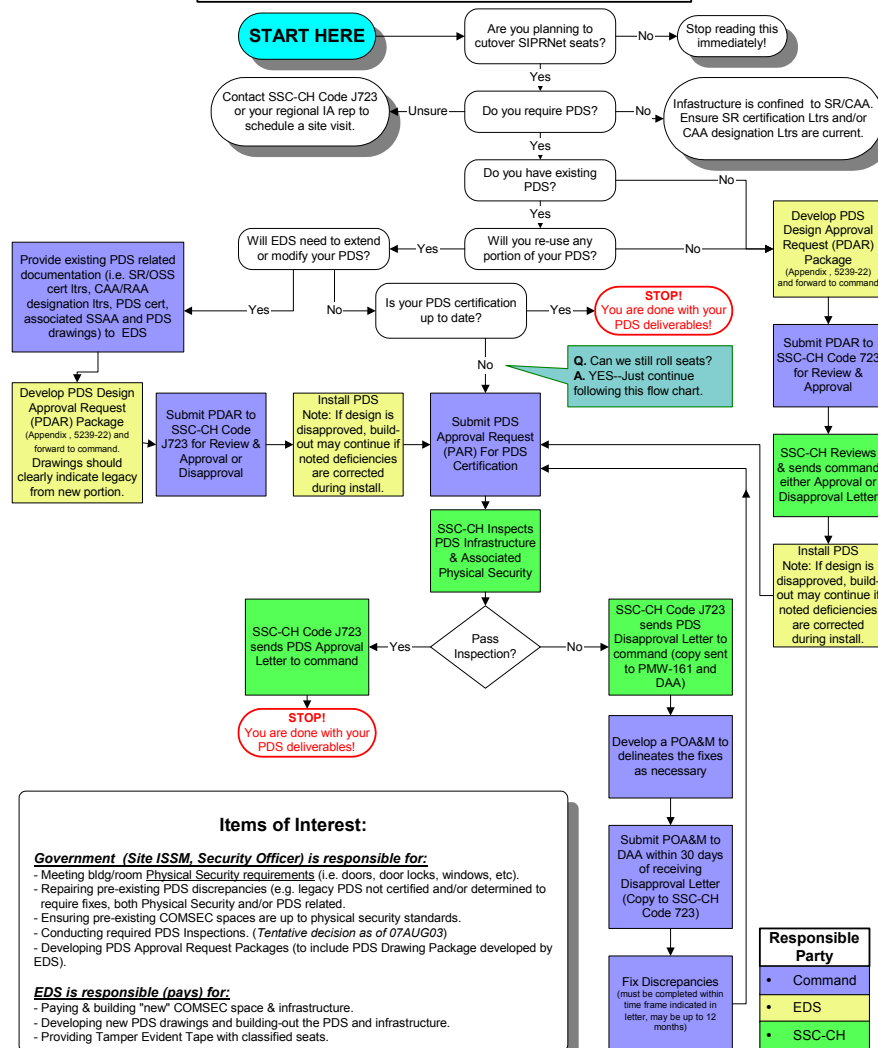 START HERE
Are you planning to
cutover SIPRNet seats?
No
Stop reading this
immediately!
Yes
Contact SSC-CH Code J723
or your regional IA rep to
schedule a site visit.
Unsure
Do you require PDS?
No
Infastructure is confined to SR/CAA.
Ensure SR certification Ltrs and/or
CAA designation Ltrs are current.
Yes
Do you have existing
PDS?
No
Yes
Will EDS need to extend
or modify your PDS?
Yes
Will you re-use any
portion of your PDS?
No
Develop PDS
Design Approval
Request (PDAR)
Package
(Appendix , 5239-22)
and forward to command
Provide existing PDS related
documentation (i.e. SR/OSS
cert ltrs, CAA/RAA
designation ltrs, PDS cert,
associated SSAA and PDS
drawings) to EDS
Yes
No
Is your PDS certification
up to date?
Yes
STOP!
You are done with your
PDS deliverables!
No
Q. Can we still roll seats?
A. YES--Just continue
following this flow chart.
Submit PDAR to
SSC-CH Code 723
for Review &
Approval
Develop PDS Design
Approval Request
(PDAR) Package
(Appendix , 5239-22) and
forward to command.
Drawings should
clearly indicate legacy
from new portion.
Submit PDAR to
SSC-CH Code
J723 for Review &
Approval or
Disapproval
Install PDS
Note: If design is
disapproved, build-
out may continue if
noted deficiencies
are corrected
during install.
Submit PDS
Approval Request
(PAR) For PDS
Certification
SSC-CH Reviews
& sends command
either Approval or
Disapproval Letter
SSC-CH Inspects
PDS Infrastructure
& Associated
Physical Security
Install PDS
Note: If design is
disapproved, build-
out may continue if
noted deficiencies
are corrected
during install.
SSC-CH Code J723
sends PDS Approval
Letter to command
Yes
Pass
Inspection?
No
SSC-CH Code J723
sends PDS
Disapproval Letter to
command (copy sent
to PMW-161 and
DAA)
STOP!
You are done with your
PDS deliverables!
Develop a POA&M to
delineates the fixes
as necessary
Submit POA&M to
DAA within 30 days
of receiving
Disapproval Letter
(Copy to SSC-CH
Code 723)
Fix Discrepancies
(must be completed within
time frame indicated in
letter, may be up to 12
months)
Items of Interest:
Government (Site ISSM, Security Officer) is responsible for:
- Meeting bldg/room Physical Security requirements (i.e. doors, door locks, windows, etc).
- Repairing pre-existing PDS discrepancies (e.g. legacy PDS not certified and/or determined to
require fixes, both Physical Security and/or PDS related.
- Ensuring pre-existing COMSEC spaces are up to physical security standards.
- Conducting required PDS Inspections. (Tentative decision as of 07AUG03)
- Developing PDS Approval Request Packages (to include PDS Drawing Package developed by
EDS).
EDS is responsible (pays) for:
- Paying & building "new" COMSEC space & infrastructure.
- Developing new PDS drawings and building-out the PDS and infrastructure.
- Providing Tamper Evident Tape with classified seats.
Responsible
Party
• Command
• EDS
• SSC-CH